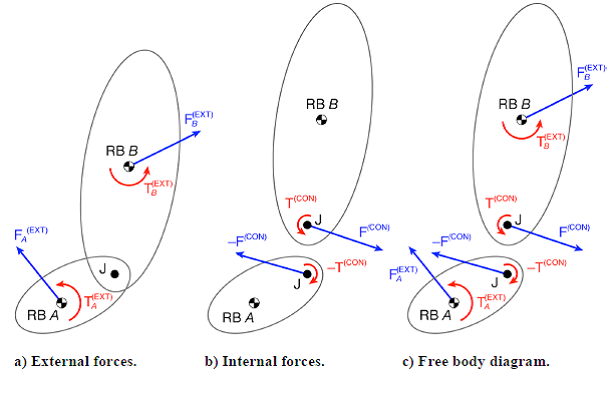 F_B^(EXT)
RB B
T_B^(EXT)
F_A^(EXT)
J
T_A^(EXT)
RB A
RB B
T^(CON)
J
F^(CON)
–F^(CON)
–T^(CON)
J
RB A
F_B^(EXT)
RB B
T_B^(EXT)
T^(CON)
J
F^(CON)
–F^(CON)
–T^(CON)
F_A^(EXT)
J
T_A^(EXT)
RB A
a) External forces.
b) Internal forces.
c) Free body diagram.